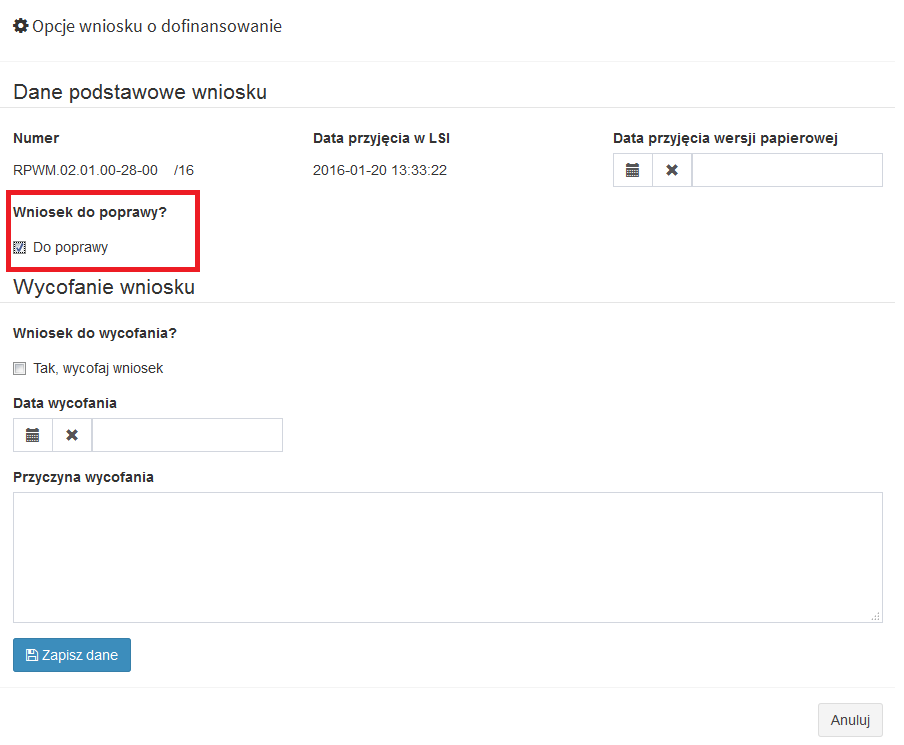 Opcje wniosku o dofinansowanie
Dane podstawowe wniosku
Numer
Data przyjęcia w LSI
Data przyjęcia wersji papierowej
RPWM.02.01.00-28-00 /16
2016-01-20 13:33:22
Wniosek do poprawy?
Do poprawy
Wycofanie wniosku
Wniosek do wycofania?
Tak, wycofaj wniosek
Data wycofania
Przyczyna wycofania
Zapisz dane
Anuluj